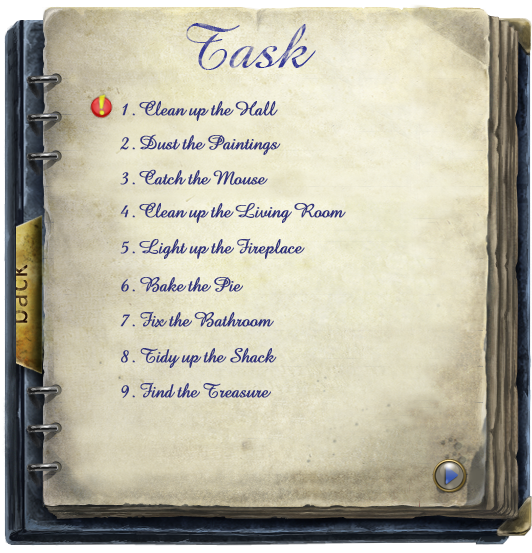 Task
1. Clean up the Hall
2. Dust the Paintings
3. Catch the Mouse
4. Clean up the Living Room
5. Light up the Fireplace
6. Bake the Pie
7. Fix the Bathroom
8. Tidy up the Shack
9. Find the Treasure
back